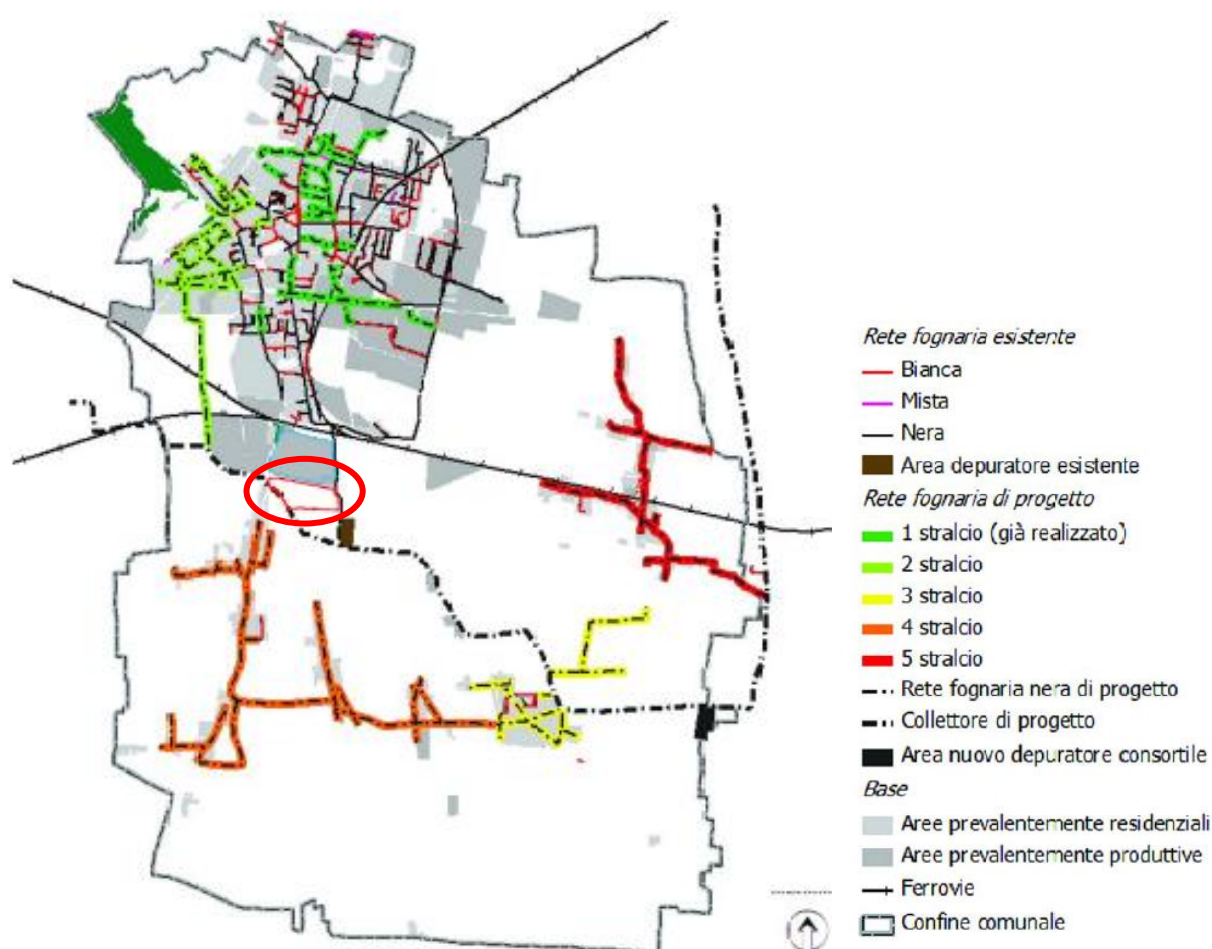 Rete fognaria esistente
Bianca
Mista
Nera
Area depuratore esistente
Rete fognaria di progetto
1 stralcio (già realizzato)
2 stralcio
3 stralcio
4 stralcio
5 stralcio
Rete fognaria nera di progetto
Collettore di progetto
Area nuovo depuratore consortile
Base
Aree prevalentemente residenziali
Aree prevalentemente produttive
Ferrovie
Confine comunale